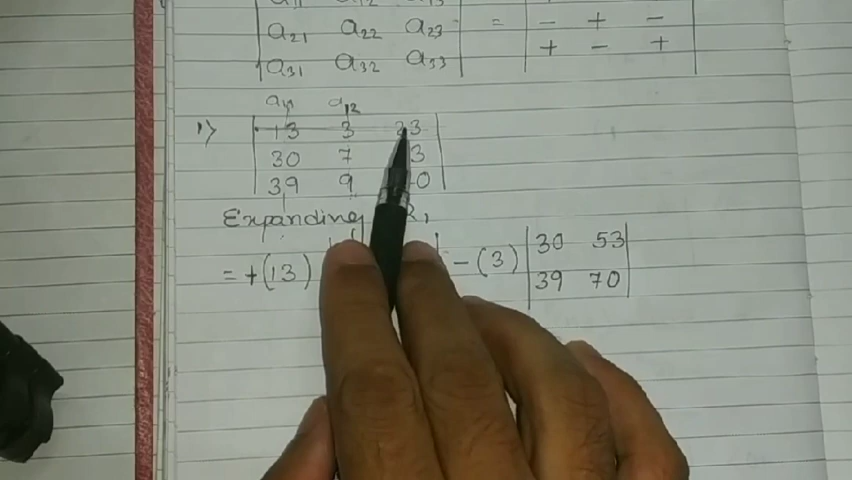 a21 a22 a23 = - + -
a31 a32 a33 + - +
a12
1) 13 3 23
30 7 3
39 9 0
Expanding R1
= +(13) - (3) 30 53
39 70